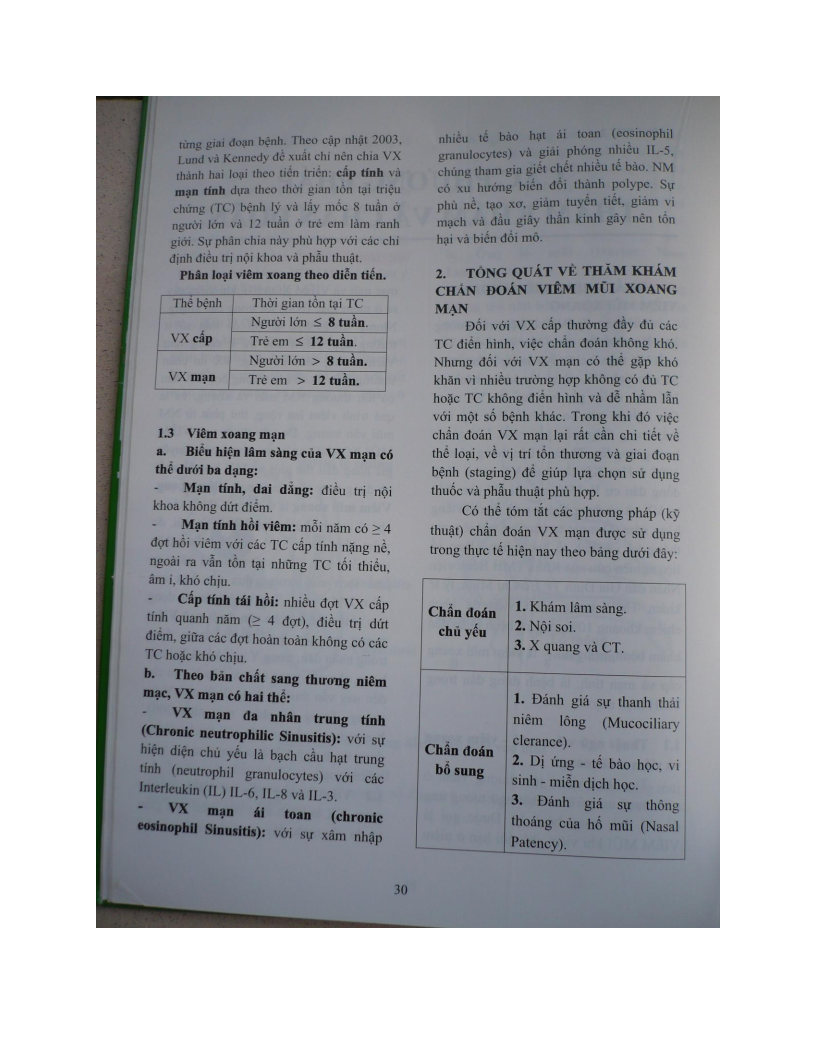 từng giai đoạn bệnh. Theo cập nhật 2003,
Lund và Kennedy đề xuất chỉ nên chia VX
thành hai loại theo tiến triển: cấp tính và
mạn tính dựa theo thời gian tồn tại triệu
chứng (TC) bệnh lý và lấy mốc 8 tuần ở
người lớn và 12 tuần ở trẻ em làm ranh
giới. Sự phân chia này phù hợp với các chỉ
định điều trị nội khoa và phẫu thuật.
Phân loại viêm xoang theo diễn tiến.
Thể bệnh Thời gian tồn tại TC
VX cấp
Người lớn ≤ 8 tuần.
Trẻ em ≤ 12 tuần.
VX mạn
Người lớn > 8 tuần.
Trẻ em > 12 tuần.
1.3 Viêm xoang mạn
a. Biểu hiện lâm sàng của VX mạn có
thể dưới ba dạng:
- Mạn tính, dai dẳng: điều trị nội
khoa không dứt điểm.
- Mạn tính hồi viêm: mỗi năm có ≥ 4
đợt hồi viêm với các TC cấp tính nặng nề,
ngoài ra vẫn tồn tại những TC tối thiểu,
âm ỉ, khó chịu.
- Cấp tính tái hồi: nhiều đợt VX cấp
tính quanh năm (≥ 4 đợt), điều trị dứt
điểm, giữa các đợt hoàn toàn không có các
TC hoặc khó chịu.
b. Theo bản chất sang thương niêm
mạc, VX mạn có hai thể:
- VX mạn đa nhân trung tính
(Chronic neutrophilic Sinusitis): với sự
hiện diện chủ yếu là bạch cầu hạt trung
tính (neutrophil granulocytes) với các
Interleukin (IL) IL-6, IL-8 và IL-3.
- VX mạn ái toan (chronic
eosinophil Sinusitis): với sự xâm nhập
nhiều tế bào hạt ái toan (eosinophil
granulocytes) và giải phóng nhiều IL-5,
chúng tham gia giết chết nhiều tế bào. NM
có xu hướng biến đổi thành polype. Sự
phù nề, tạo xơ, giảm tuyến tiết, giảm vi
mạch và đầu giây thần kinh gây nên tổn
hại và biến đổi mô.
2. TỔNG QUÁT VỀ THĂM KHÁM
CHẨN ĐOÁN VIÊM MŨI XOANG
MẠN
Đối với VX cấp thường đầy đủ các
TC điển hình, việc chẩn đoán không khó.
Nhưng đối với VX mạn có thể gặp khó
khăn vì nhiều trường hợp không có đủ TC
hoặc TC không điển hình và dễ nhầm lẫn
với một số bệnh khác. Trong khi đó việc
chẩn đoán VX mạn lại rất cần chi tiết về
thể loại, về vị trí tổn thương và giai đoạn
bệnh (staging) để giúp lựa chọn sử dụng
thuốc và phẫu thuật phù hợp.
Có thể tóm tắt các phương pháp (kỹ
thuật) chẩn đoán VX mạn được sử dụng
trong thực tế hiện nay theo bảng dưới đây:
Chẩn đoán
chủ yếu
1. Khám lâm sàng.
2. Nội soi.
3. X quang và CT.
Chẩn đoán
bổ sung
1. Đánh giá sự thanh thải
niêm lông (Mucociliary
clerance).
2. Dị ứng - tế bào học, vi
sinh - miễn dịch học.
3. Đánh giá sự thông
thoáng của hố mũi (Nasal
Patency).
30